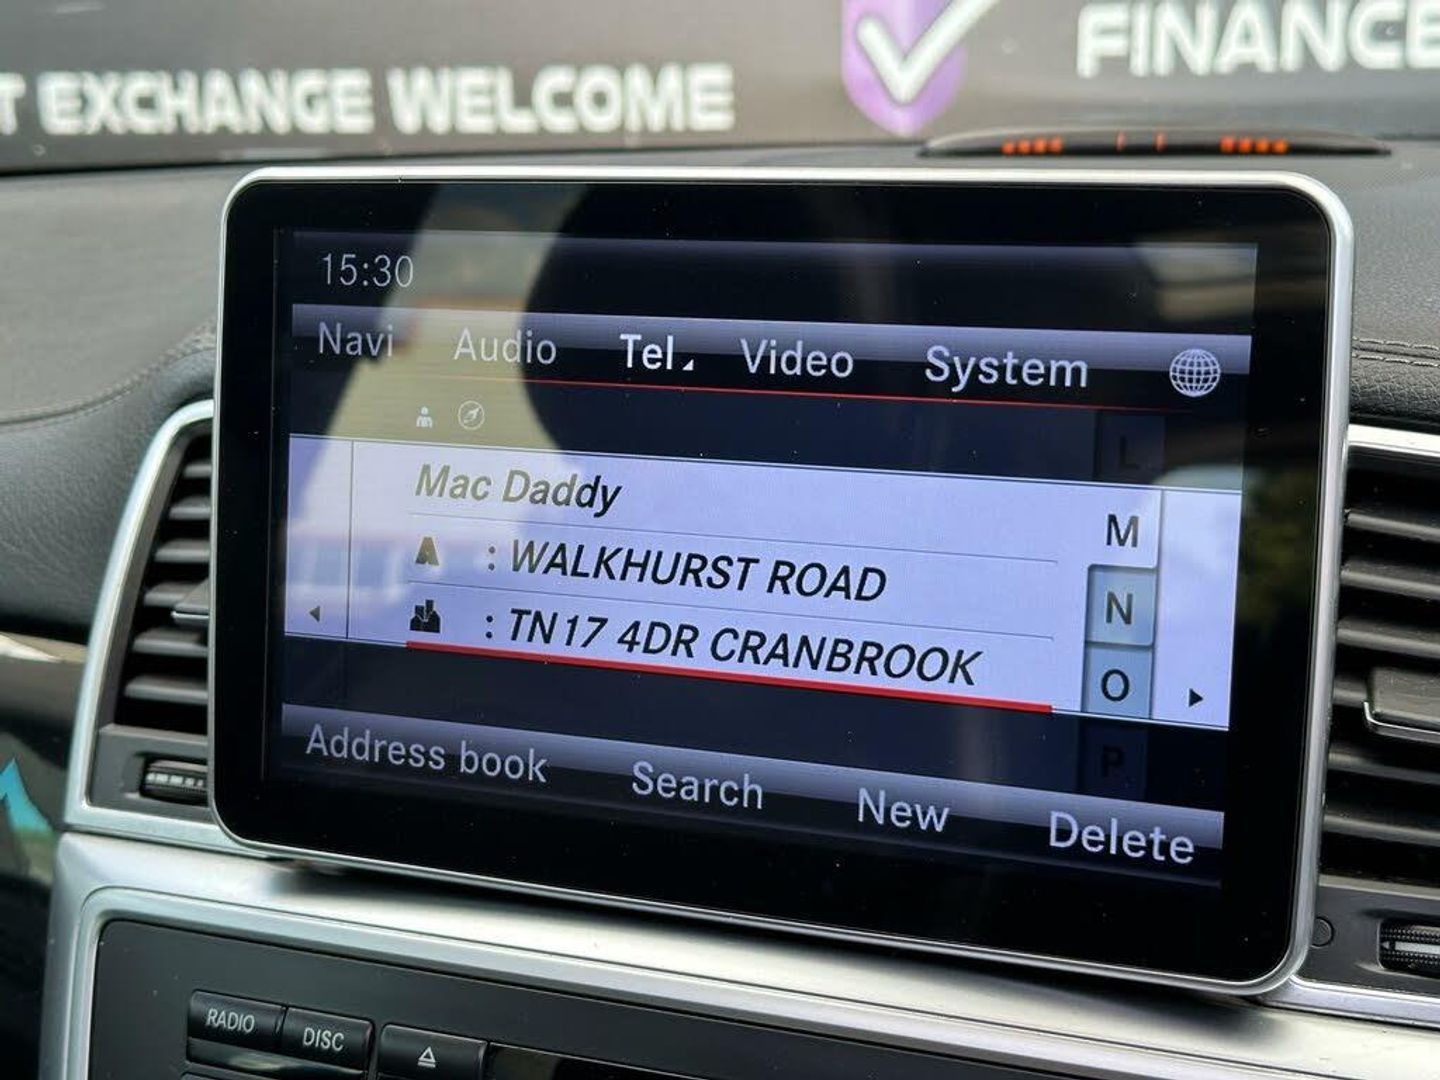 T EXCHANGE WELCOME
FINANCE
15:30
Navi Audio Tel Video System
L
Mac Daddy
M
: WALKHURST ROAD
N
: TN17 4DR CRANBROOK
O
P
Address book Search New Delete
RADIO DISC